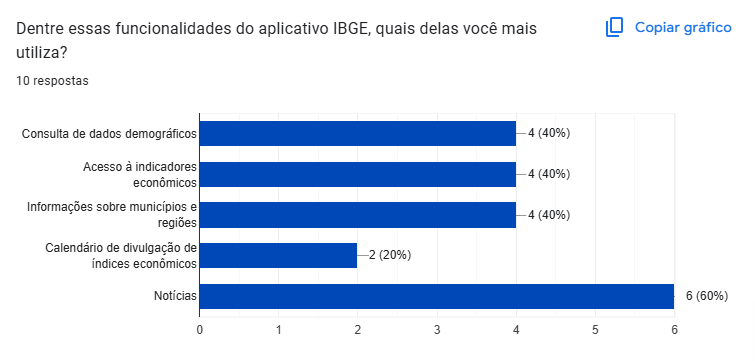 Dentre essas funcionalidades do aplicativo IBGE, quais delas você mais
utiliza?
Copiar gráfico
10 respostas
Consulta de dados demográficos
4 (40%)
Acesso à indicadores
econômicos
4 (40%)
Informações sobre municípios e
regiões
4 (40%)
Calendário de divulgação de
índices econômicos
2 (20%)
Notícias
6 (60%)
0 1 2 3 4 5 6